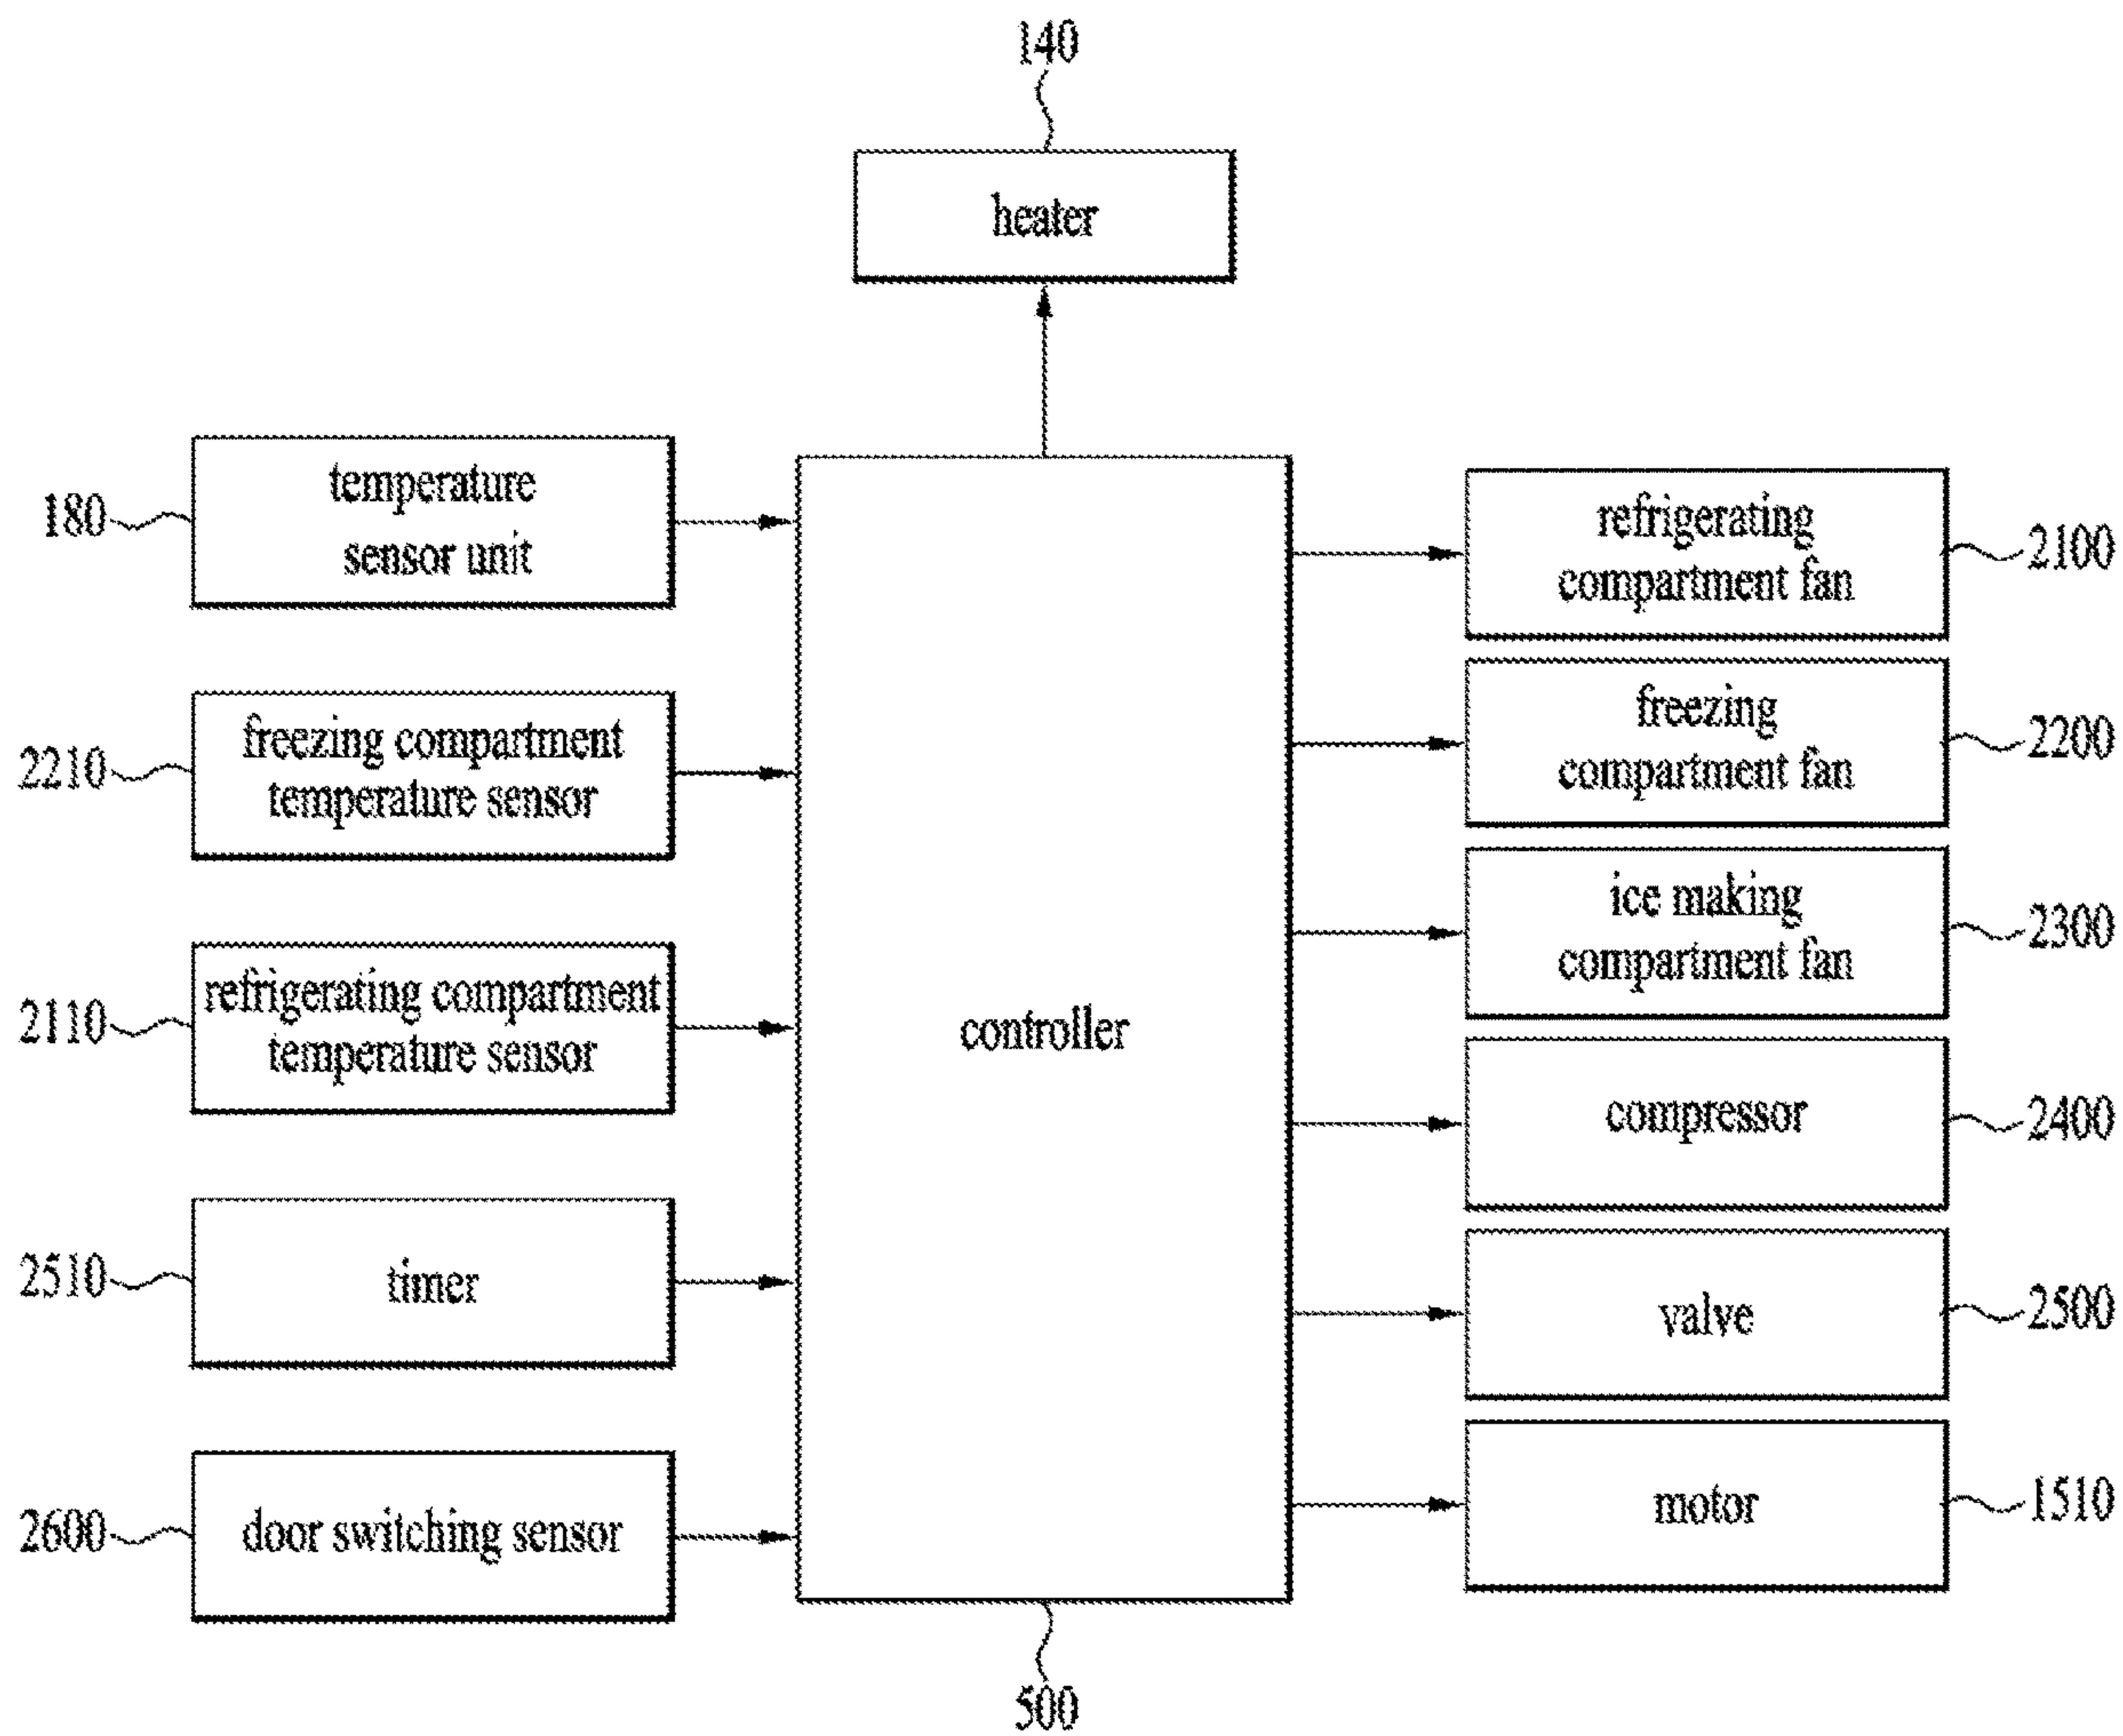 140
heater
180
temperature
sensor unit
2210
freezing compartment
temperature sensor
2110
refrigerating compartment
temperature sensor
2510
timer
2600
door switching sensor
controller
500
refrigerating
compartment fan
2100
freezing
compartment fan
2200
ice making
compartment fan
2300
compressor
2400
valve
2500
motor
1510